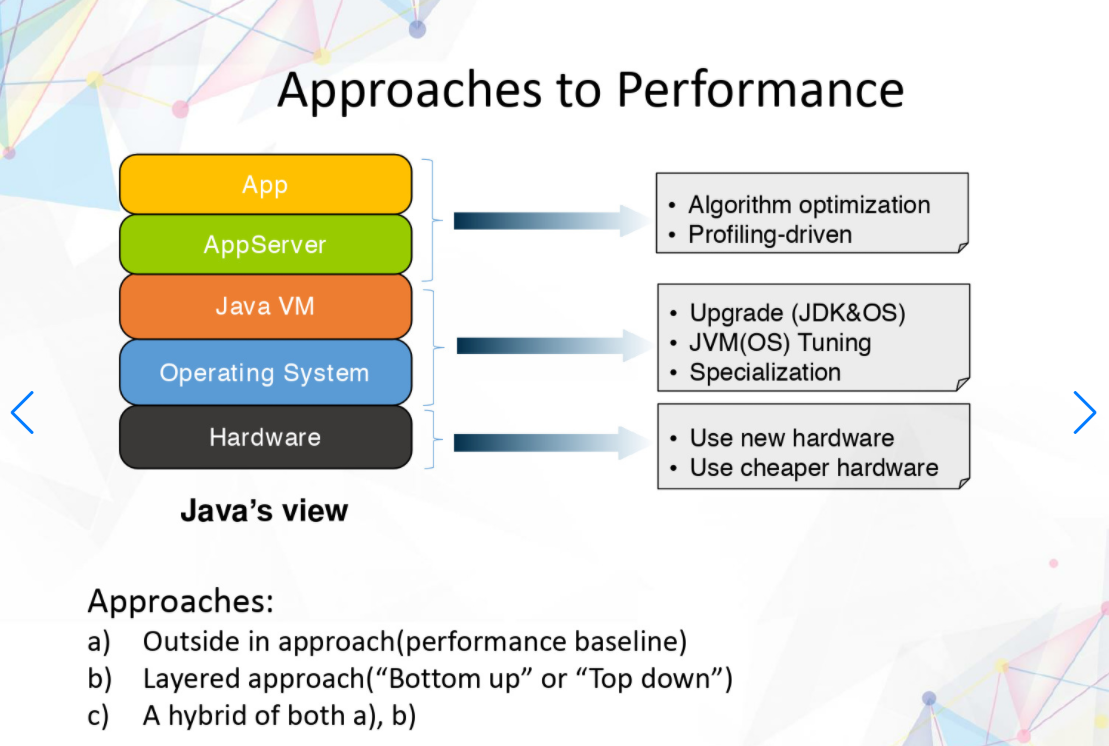 Approaches to Performance
App
AppServer
Java VM
Operating System
Hardware
Java’s view
• Algorithm optimization
• Profiling-driven
• Upgrade (JDK&OS)
• JVM(OS) Tuning
• Specialization
• Use new hardware
• Use cheaper hardware
Approaches:
a) Outside in approach(performance baseline)
b) Layered approach(“Bottom up” or “Top down”)
c) A hybrid of both a), b)